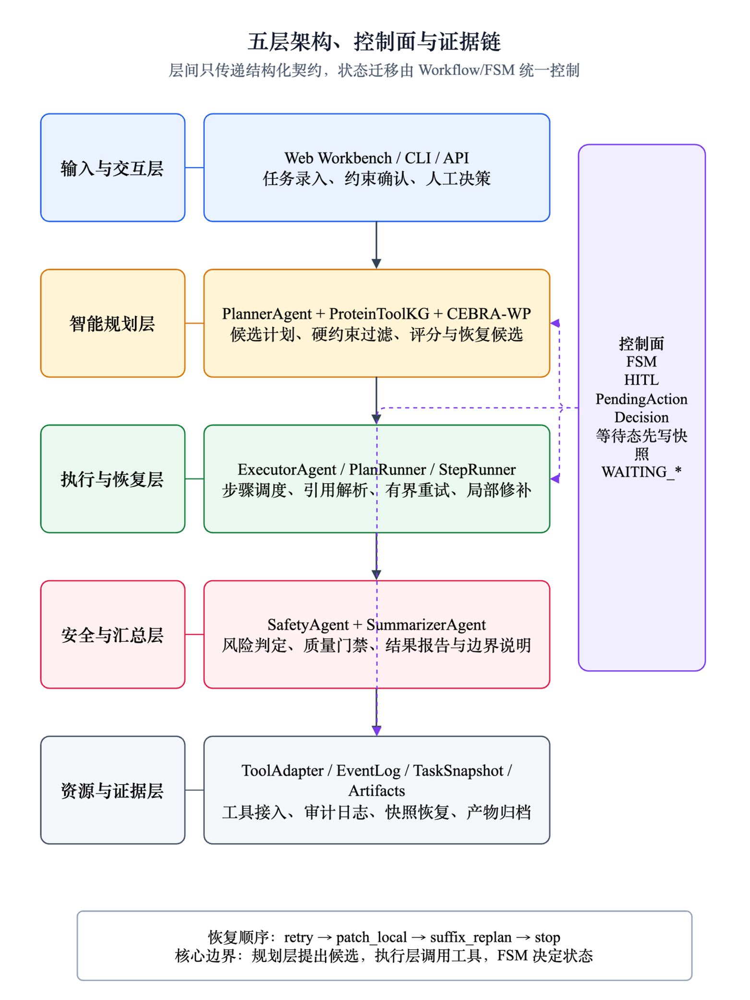 五层架构、控制面与证据链
层间只传递结构化契约，状态迁移由 Workflow/FSM 统一控制
输入与交互层
Web Workbench / CLI / API
任务录入、约束确认、人工决策
智能规划层
PlannerAgent + ProteinToolKG + CEBRA-WP
候选计划、硬约束过滤、评分与恢复候选
控制面
FSM
HITL
PendingAction
Decision
等待态先写快
照
WAITING_*
执行与恢复层
ExecutorAgent / PlanRunner / StepRunner
步骤调度、引用解析、有界重试、局部修补
安全与汇总层
SafetyAgent + SummarizerAgent
风险判定、质量门禁、结果报告与边界说明
资源与证据层
ToolAdapter / EventLog / TaskSnapshot /
Artifacts
工具接入、审计日志、快照恢复、产物归档
恢复顺序：retry → patch_local → suffix_replan → stop
核心边界：规划层提出候选，执行层调用工具，FSM 决定状态